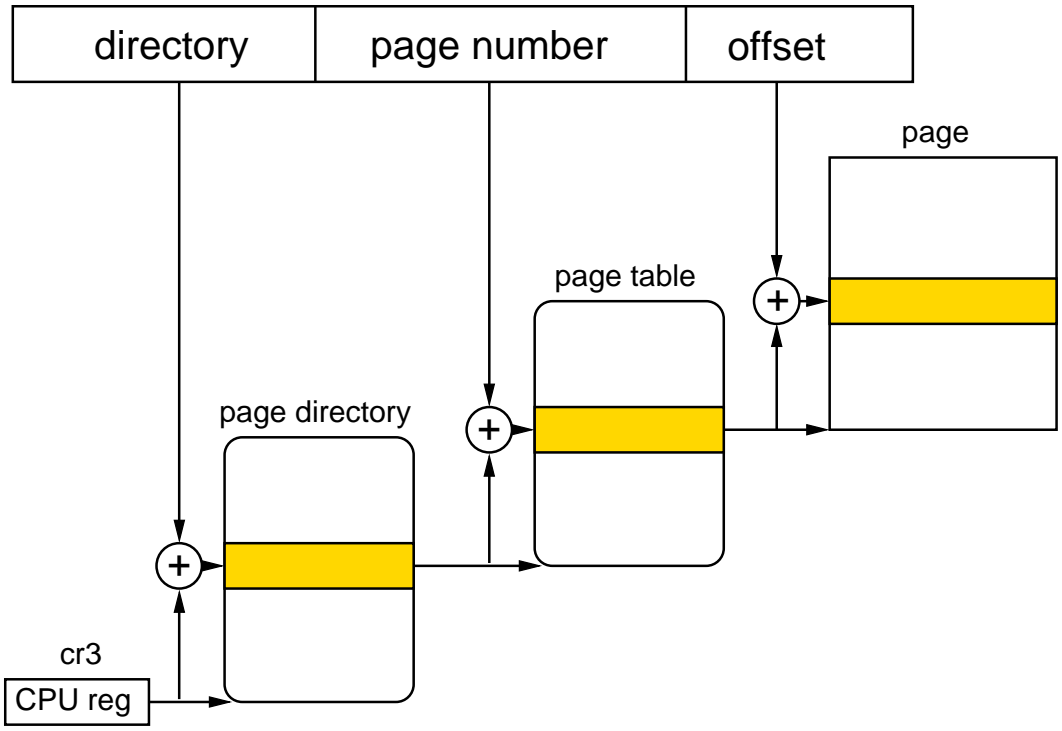 directory
page number
offset
page
page table
+
page directory
+
+
cr3
CPU reg